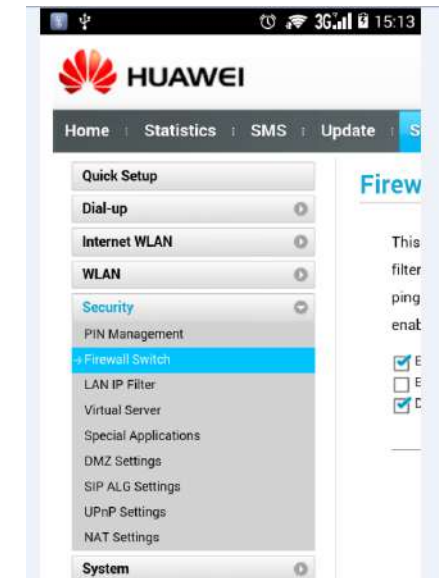 3G 15:13
HUAWEI
Home Statistics SMS Update S
Quick Setup
Dial-up
Internet WLAN
WLAN
Security
PIN Management
Firewall Switch
LAN IP Filter
Virtual Server
Special Applications
DMZ Settings
SIP ALG Settings
UPnP Settings
NAT Settings
System
Firew
This
filter
ping
enab
E
E
D